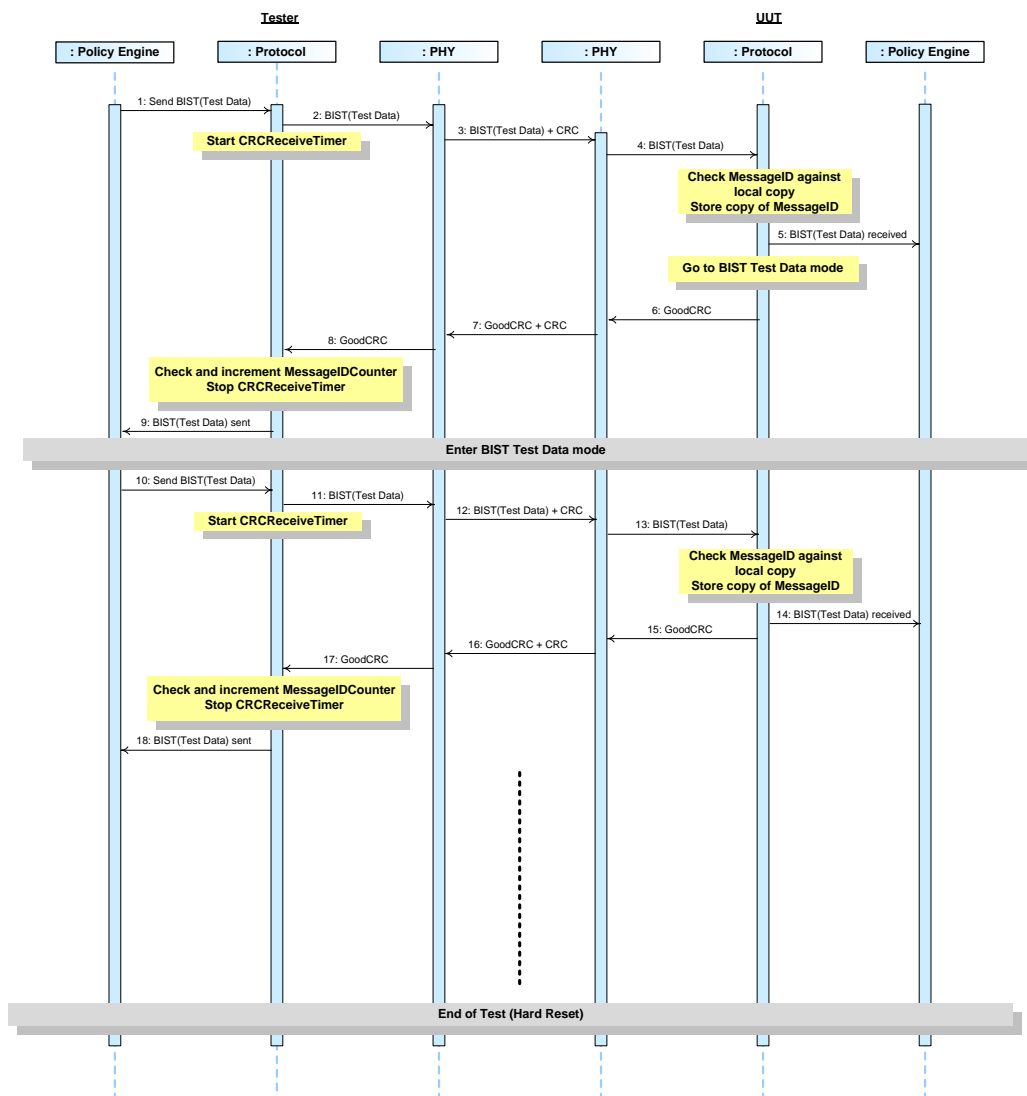 Tester
UUT
: Policy Engine
: Protocol
: PHY
: PHY
: Protocol
: Policy Engine
1: Send BIST(Test Data)
2: BIST(Test Data)
Start CRCReceiveTimer
3: BIST(Test Data) + CRC
4: BIST(Test Data)
Check MessageID against
local copy
Store copy of MessageID
5: BIST(Test Data) received
Go to BIST Test Data mode
6: GoodCRC
7: GoodCRC + CRC
8: GoodCRC
Check and increment MessageIDCounter
Stop CRCReceiveTimer
9: BIST(Test Data) sent
Enter BIST Test Data mode
10: Send BIST(Test Data)
11: BIST(Test Data)
Start CRCReceiveTimer
12: BIST(Test Data) + CRC
13: BIST(Test Data)
Check MessageID against
local copy
Store copy of MessageID
14: BIST(Test Data) received
15: GoodCRC
16: GoodCRC + CRC
17: GoodCRC
Check and increment MessageIDCounter
Stop CRCReceiveTimer
18: BIST(Test Data) sent
End of Test (Hard Reset)